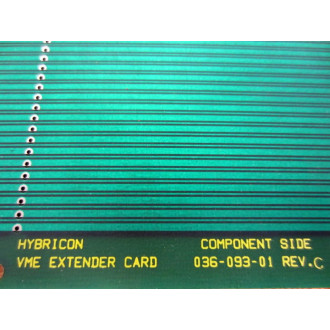 HYBRICON COMPONENT SIDE
VME EXTENDER CARD 036-093-01 REV.C